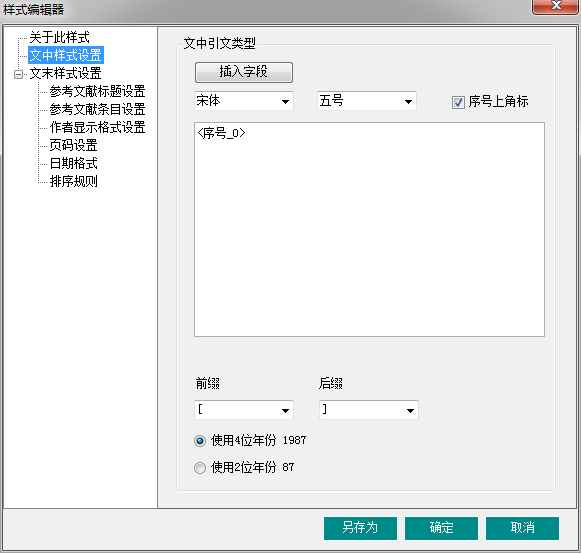 样式编辑器
关于此样式
文中样式设置
文末样式设置
参考文献标题设置
参考文献条目设置
作者显示格式设置
页码设置
日期格式
排序规则
文中引文类型
插入字段
宋体
五号
序号上角标
<序号_0>
前缀
后缀
[
]
使用4位年份 1987
使用2位年份 87
另存为
确定
取消